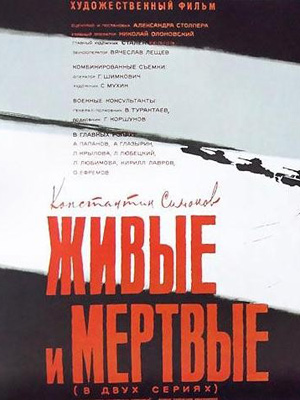 ХУДОЖЕСТВЕННЫЙ ФИЛЬМ
СЦЕНАРИЙ и ПОСТАНОВКА АЛЕКСАНДРА СТОЛПЕРА
ГЛАВНЫЙ ОПЕРАТОР НИКОЛАЙ ОЛОНОВСКИЙ
ГЛАВНЫЙ ХУДОЖНИК
ВЯЧЕСЛАВ ЛЕЩЕВ
КОМБИНИРОВАННЫЕ СЪЕМКИ:
ОПЕРАТОР Г. ШИМКОВИЧ
ХУДОЖНИК С. МУХИН
ВОЕННЫЕ КОНСУЛЬТАНТЫ:
В. ТУРАНТАЕВ,
Г. КОРШУНОВ
В ГЛАВНЫХ РОЛЯХ:
А. ПАПАНОВ, А. ГЛАЗЫРИН,
А. КРЫЛОВА, Л. ЛЮБЕЦКИЙ,
Л. ЛЮБИМОВА, КИРИЛЛ ЛАВРОВ,
О. ЕФРЕМОВ
Константин Симонов
ЖИВЫЕ
И МЕРТВЫЕ
(В ДВУХ СЕРИЯХ)